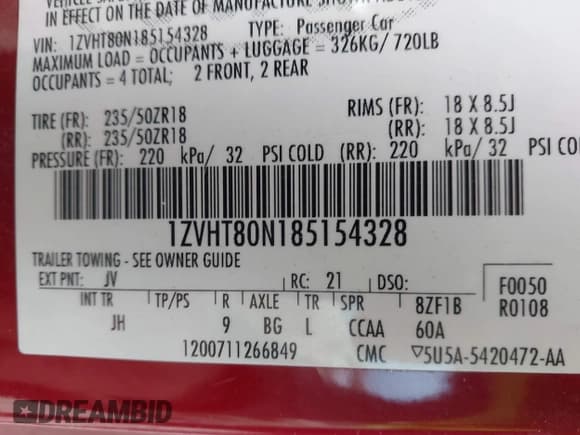 IN EFFECT ON THE DATE OF MANUFACTURE SHOWN ABOVE
VIN: 1ZVHT80N185154328 TYPE: Passenger Car
MAXIMUM LOAD = OCCUPANTS + LUGGAGE = 326KG/ 720LB
OCCUPANTS = 4 TOTAL; 2 FRONT, 2 REAR
TIRE (FR): 235/50ZR18 RIMS (FR): 18 X 8.5J
(RR): 235/50ZR18 (RR): 18 X 8.5J
PRESSURE (FR): 220 kPa/ 32 PSI COLD (RR): 220 kPa/ 32 PSI COL
1ZVHT80N185154328
TRAILER TOWING - SEE OWNER GUIDE
EXT PNT: JV RC: 21 DSO: F0050
INT TR TP/PS R AXLE TR SPR 8ZF1B R0108
JH 9 BG L CCAA 60A
1200711266849 CMC ▽5U5A-5420472-AA
DREAMBID